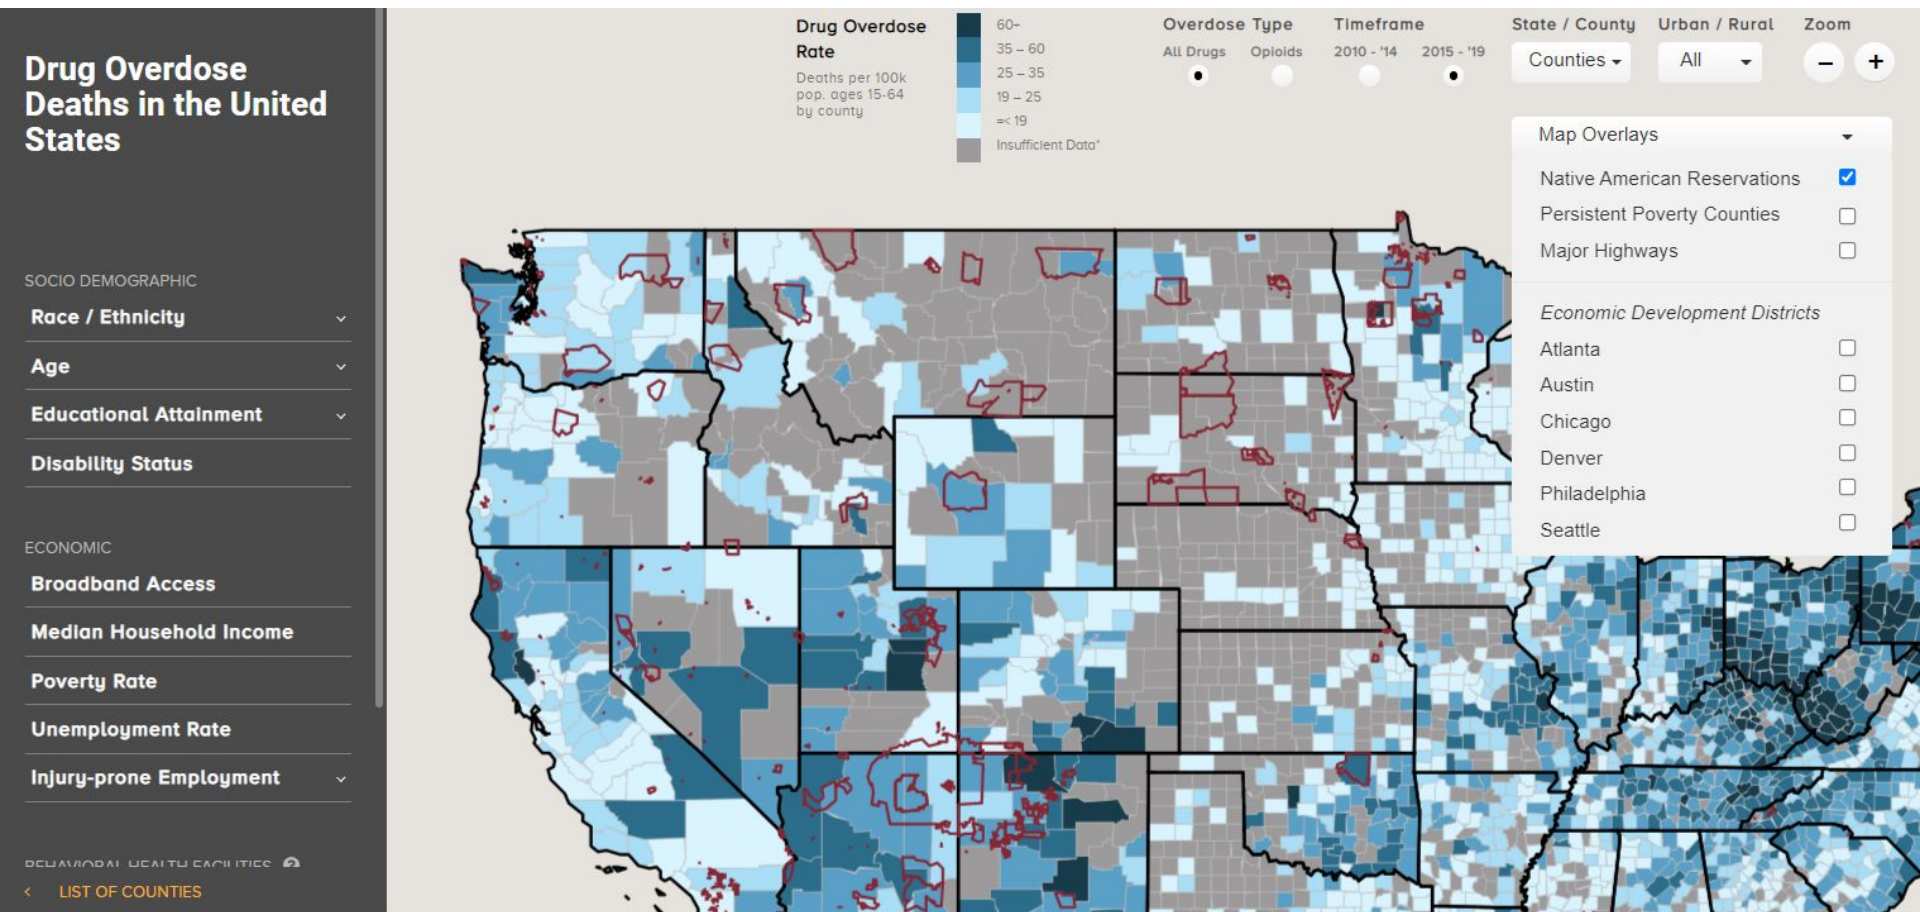 Drug Overdose
Deaths in the United
States
SOCIO DEMOGRAPHIC
Race / Ethnicity
Age
Educational Attainment
Disability Status
ECONOMIC
Broadband Access
Median Household Income
Poverty Rate
Unemployment Rate
Injury-prone Employment
BEHAVIORAL HEALTH FACILITIES ?
< LIST OF COUNTIES
Drug Overdose
Rate
Deaths per 100k
pop. ages 15-64
by county
60+
35 – 60
25 – 35
19 – 25
=< 19
Insufficient Data*
Overdose Type
All Drugs Opioids
Timeframe
2010 - '14 2015 - '19
State / County
Counties
Urban / Rural
All
Zoom
− +
Map Overlays
Native American Reservations
Persistent Poverty Counties
Major Highways
Economic Development Districts
Atlanta
Austin
Chicago
Denver
Philadelphia
Seattle